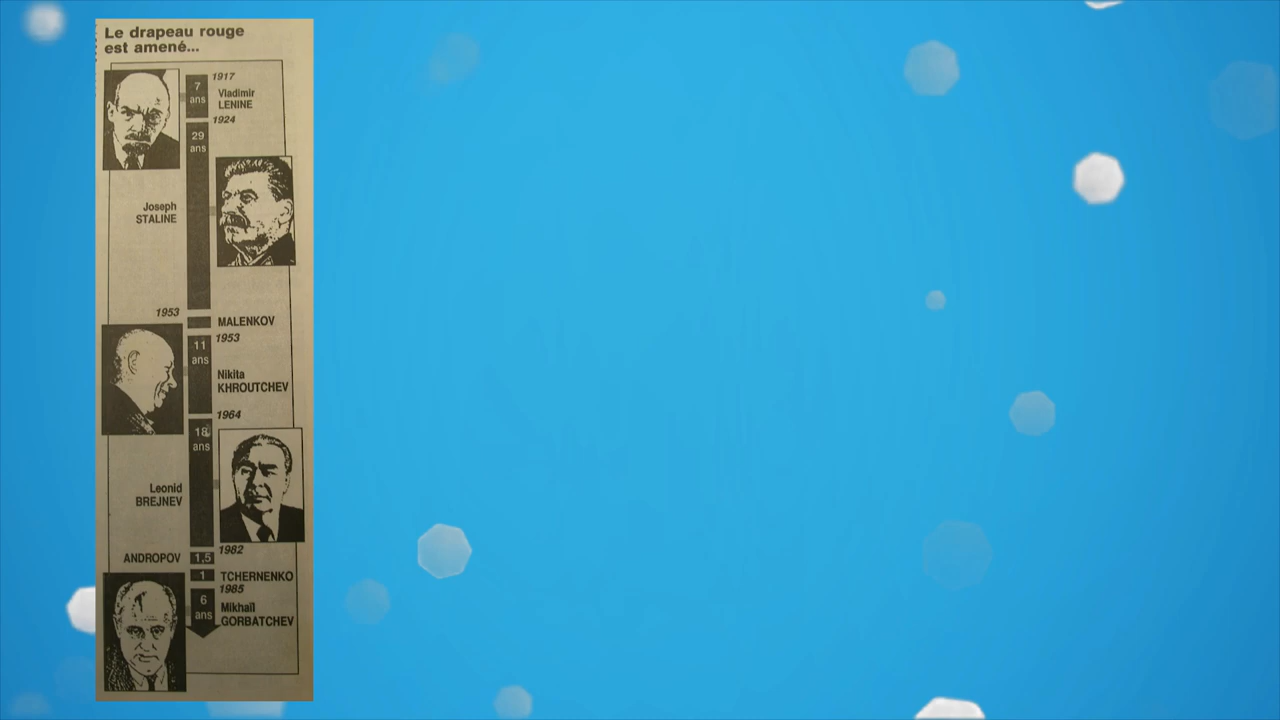 Le drapeau rouge
est amené...
1917
7
ans
Vladimir
LENINE
1924
29
ans
Joseph
STALINE
1953
MALENKOV
1953
11
ans
Nikita
KHROUTCHEV
1964
18
ans
Leonid
BREJNEV
1982
ANDROPOV
1,5
1
TCHERNENKO
1985
6
ans
Mikhaïl
GORBATCHEV